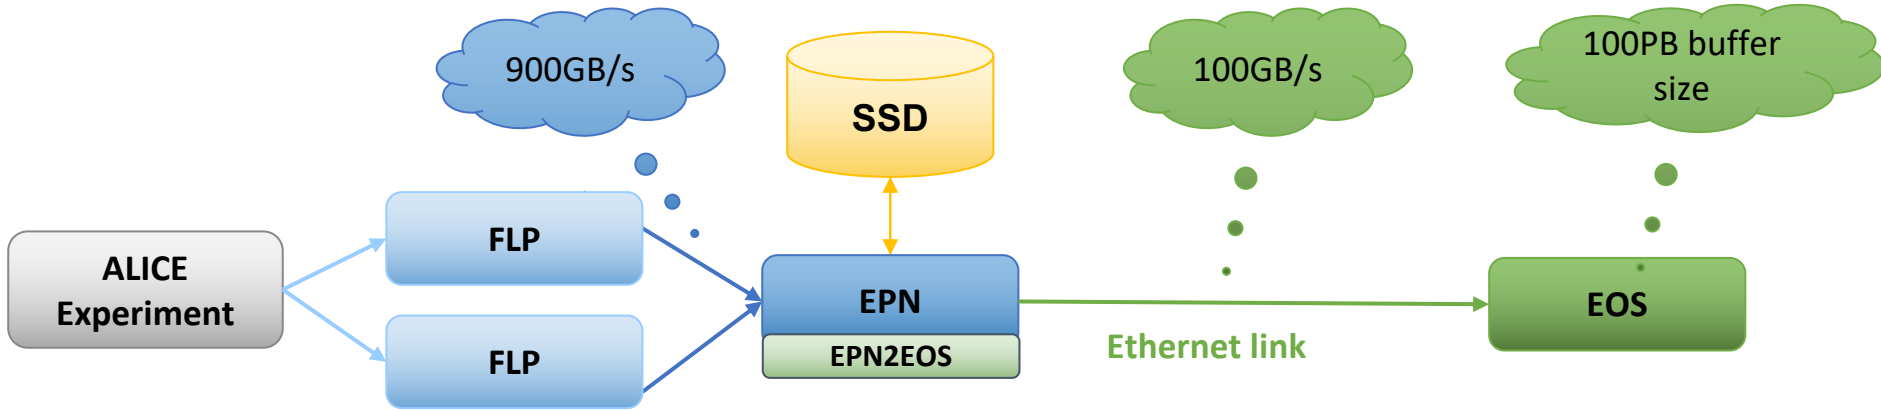 900GB/s
SSD
100GB/s
100PB buffer
size
ALICE
Experiment
FLP
FLP
EPN
EPN2EOS
Ethernet link
EOS